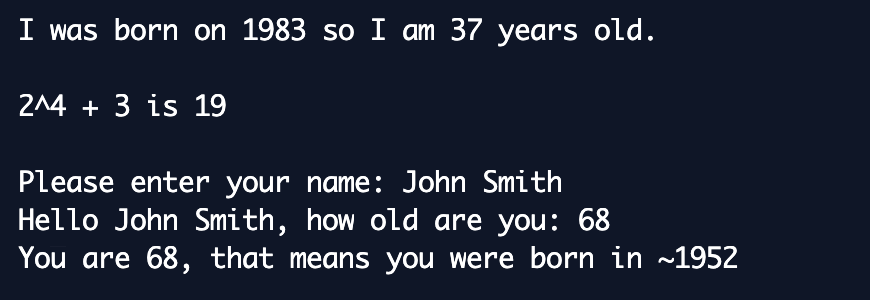 I was born on 1983 so I am 37 years old.
2^4 + 3 is 19
Please enter your name: John Smith
Hello John Smith, how old are you: 68
You are 68, that means you were born in ~1952